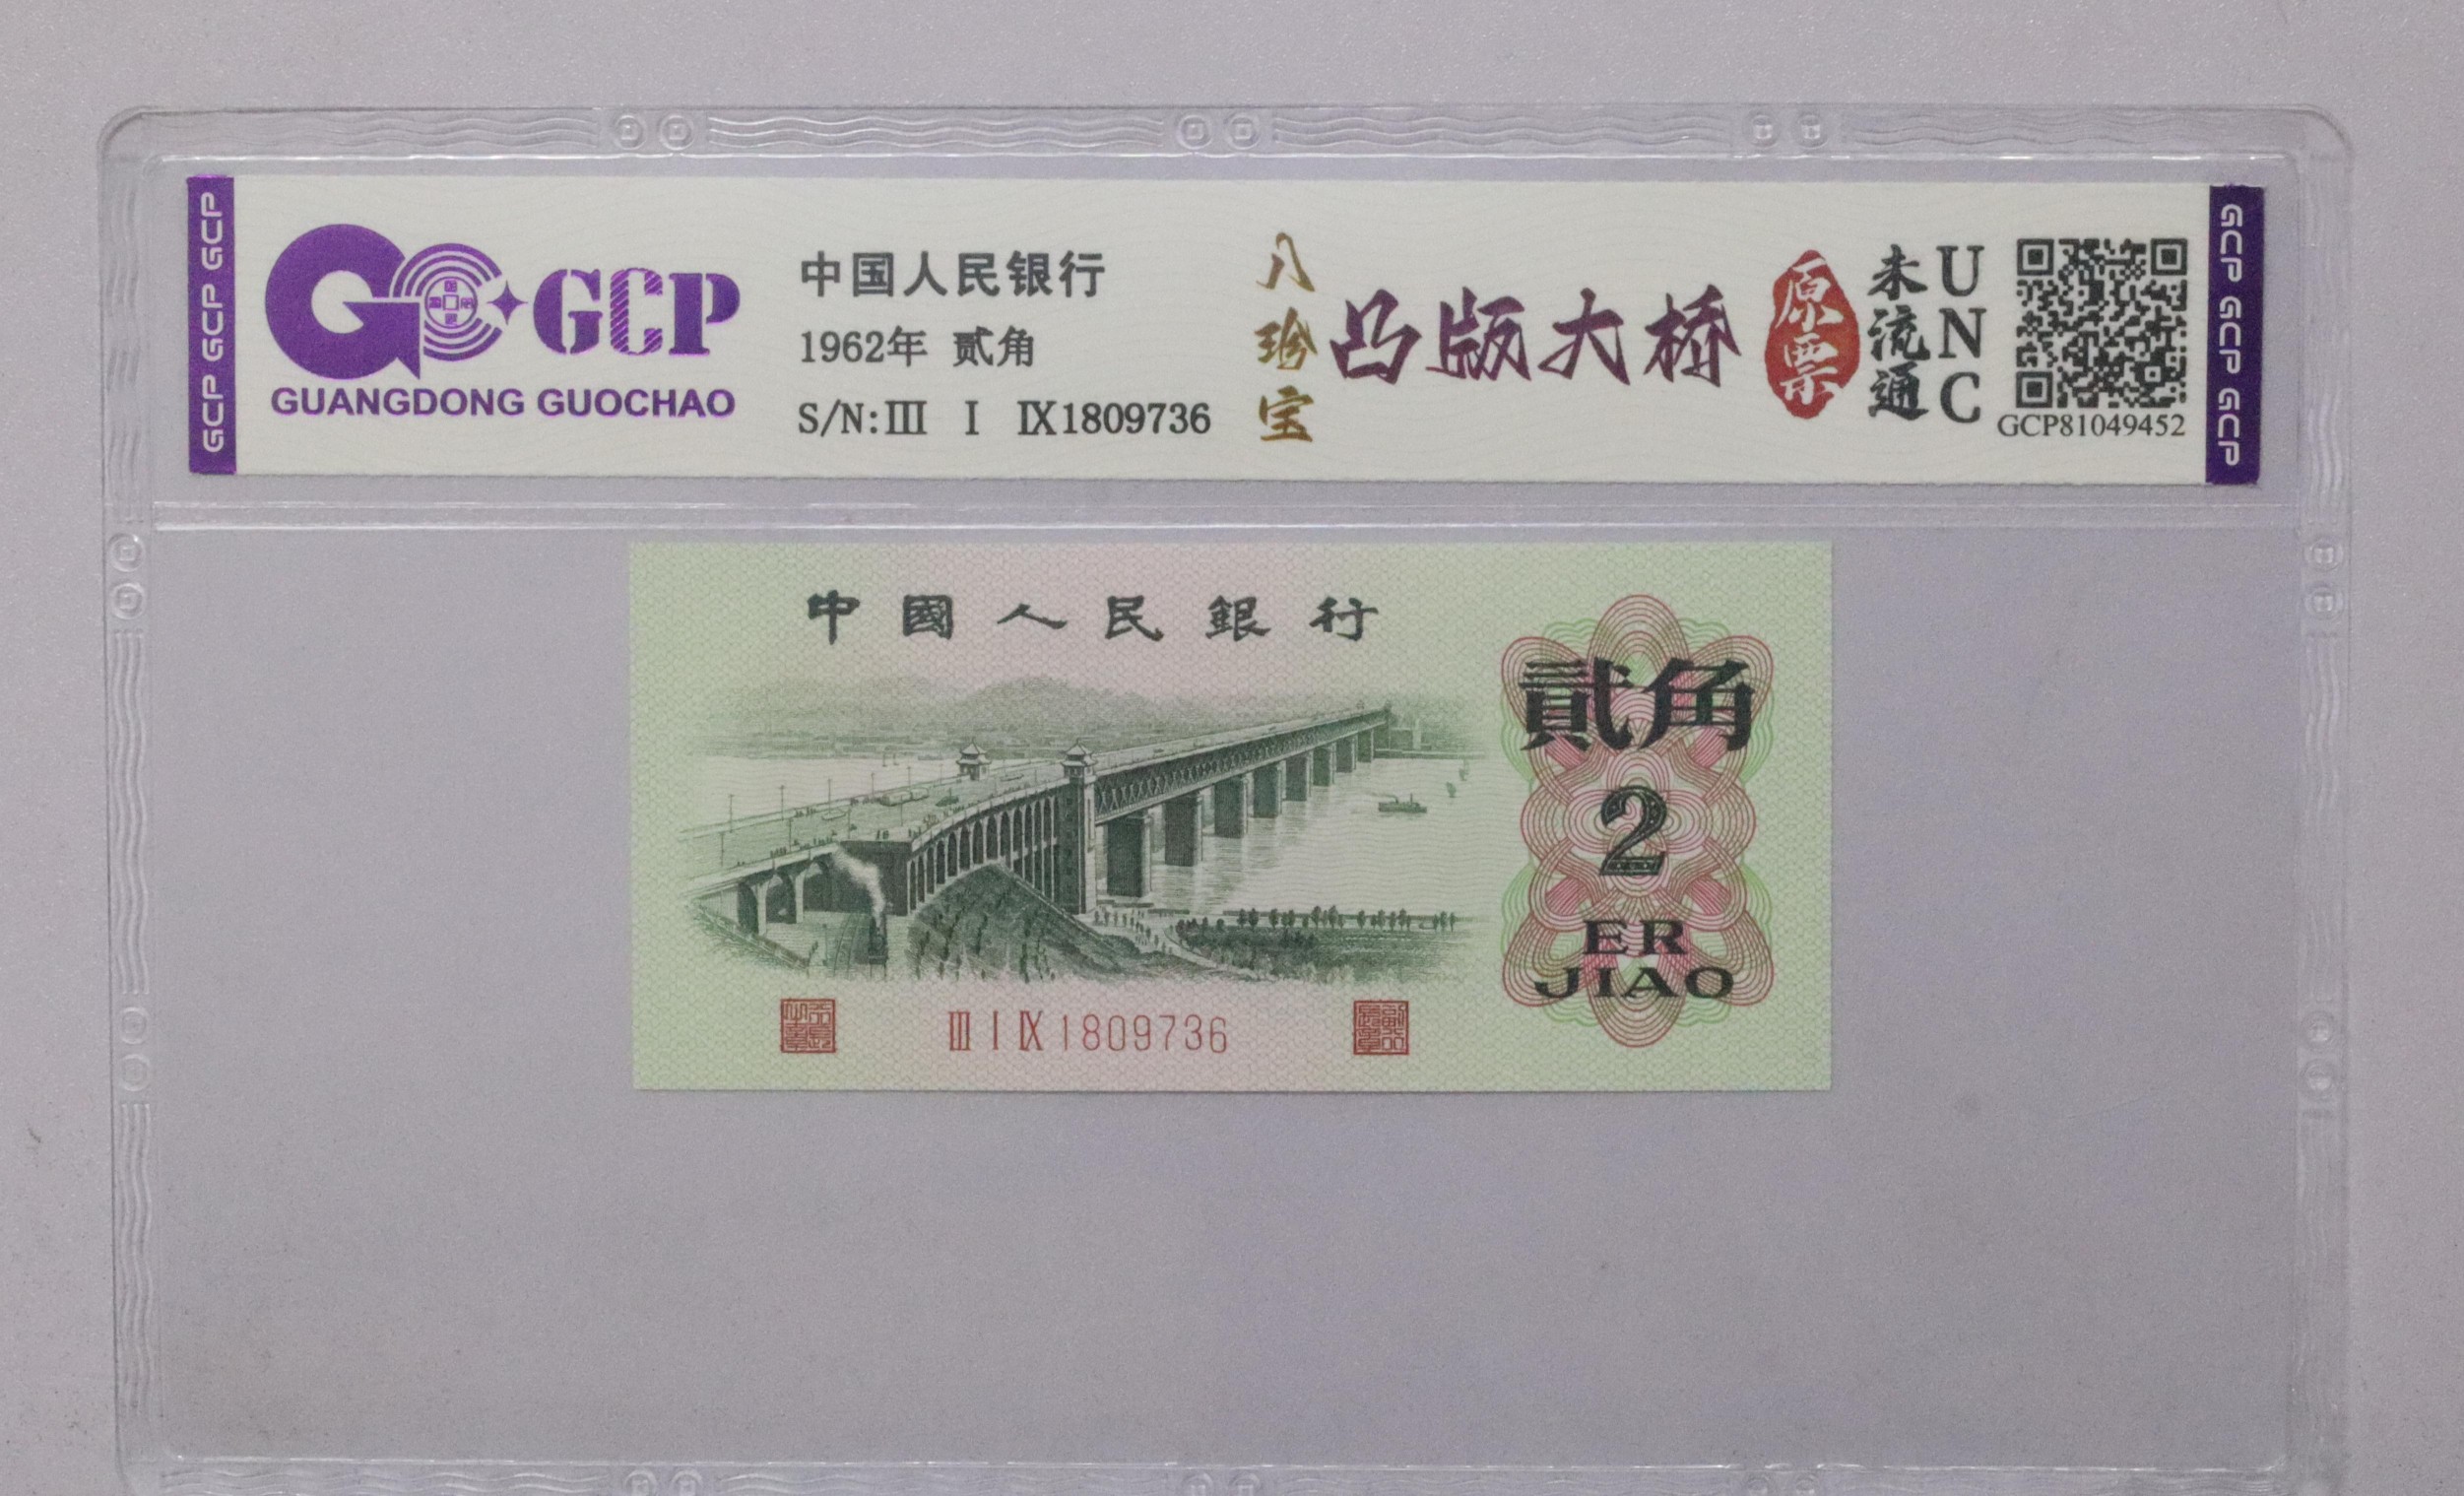 GCP GCP GCP
GCP
GUANGDONG GUOCHAO
中国人民银行
1962年 贰角
S/N:Ⅲ Ⅰ Ⅸ1809736
八珍宝
凸版大桥
原票
未流通
UNC
GCP81049452
GCP GCP GCP
中國人民銀行
貳角
2
ER
JIAO
Ⅲ Ⅰ Ⅸ 1809736